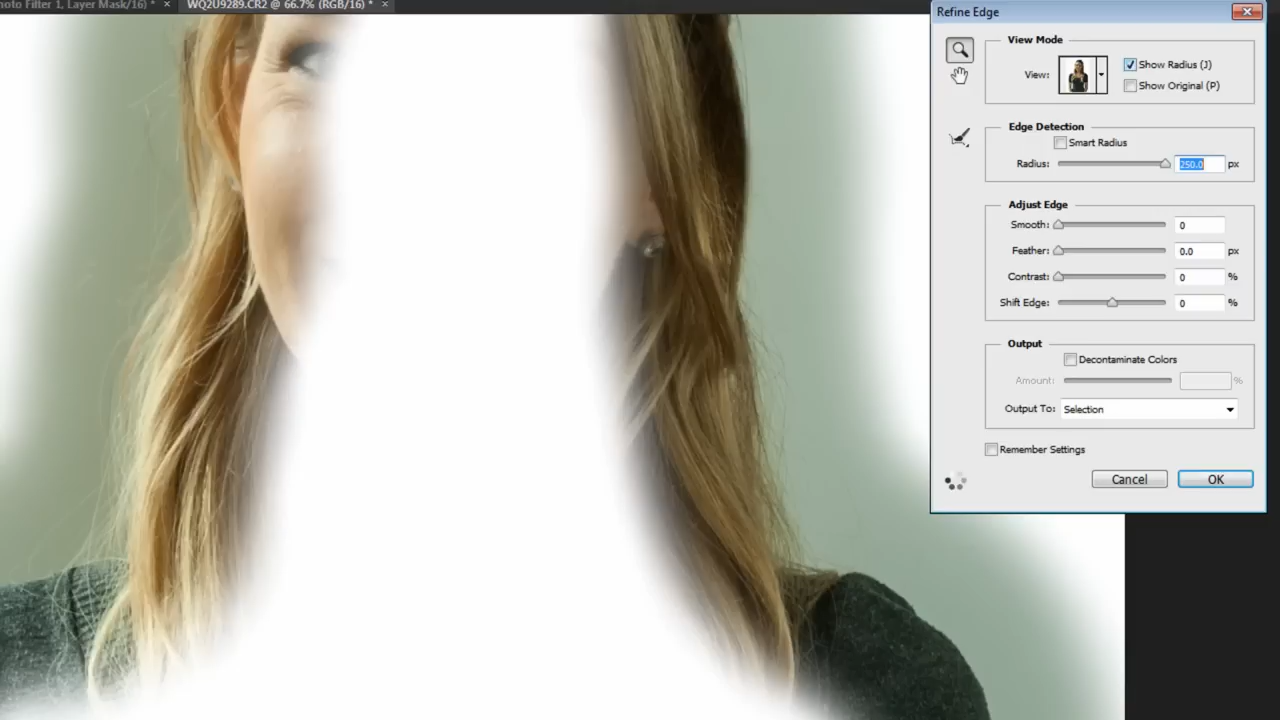 hoto Filter 1, Layer Mask/16) * ×
WQ2U9289.CR2 @ 66.7% (RGB/16) * ×
Refine Edge
View Mode
View:
Show Radius (J)
Show Original (P)
Edge Detection
Smart Radius
Radius: 250.0 px
Adjust Edge
Smooth: 0
Feather: 0.0 px
Contrast: 0 %
Shift Edge: 0 %
Output
Decontaminate Colors
Amount: %
Output To: Selection
Remember Settings
Cancel OK